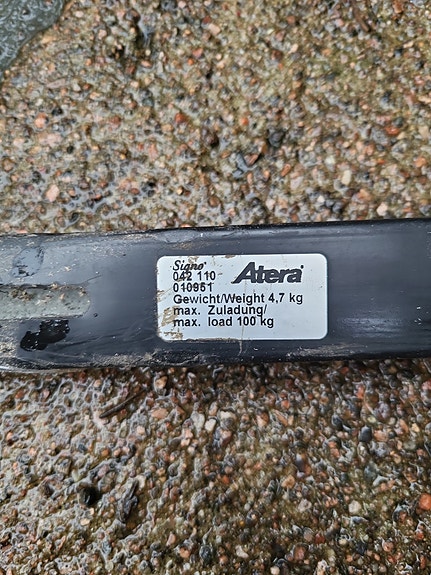 Signo
042 110 Atera
010951
Gewicht/Weight 4,7 kg
max. Zuladung/
max. load 100 kg